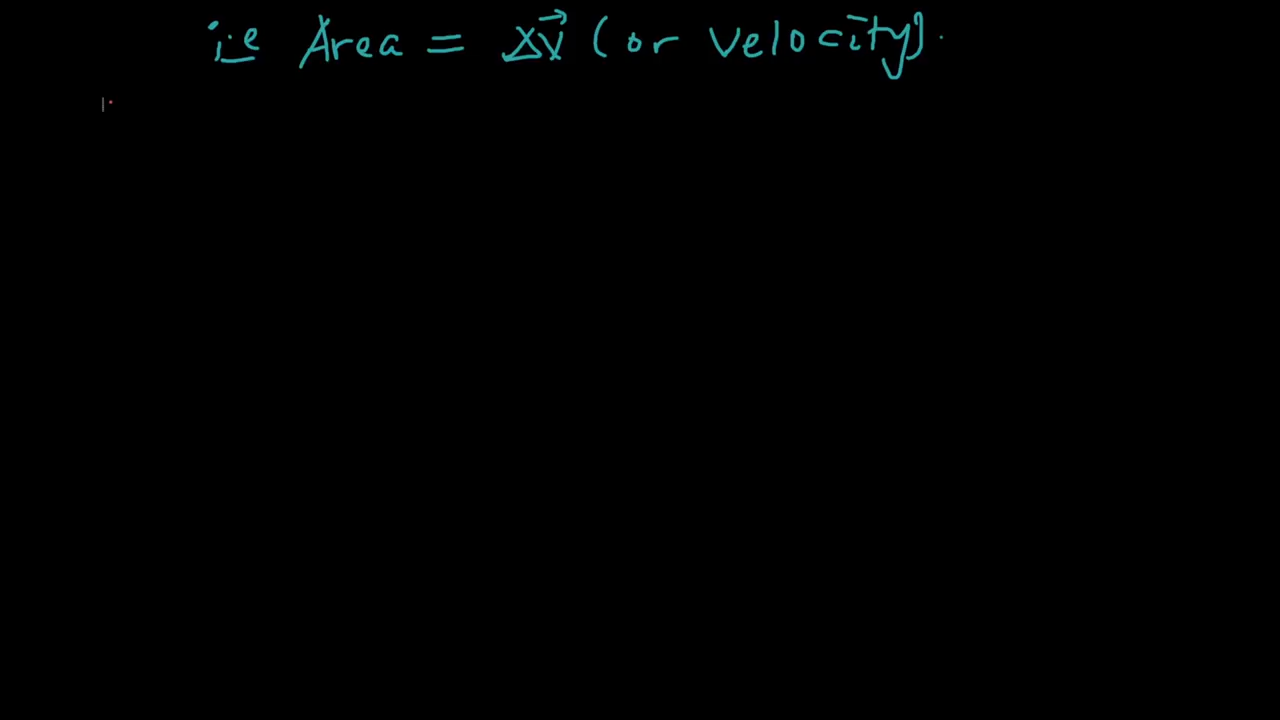 i.e Area = Δv⃗ (or velocity).